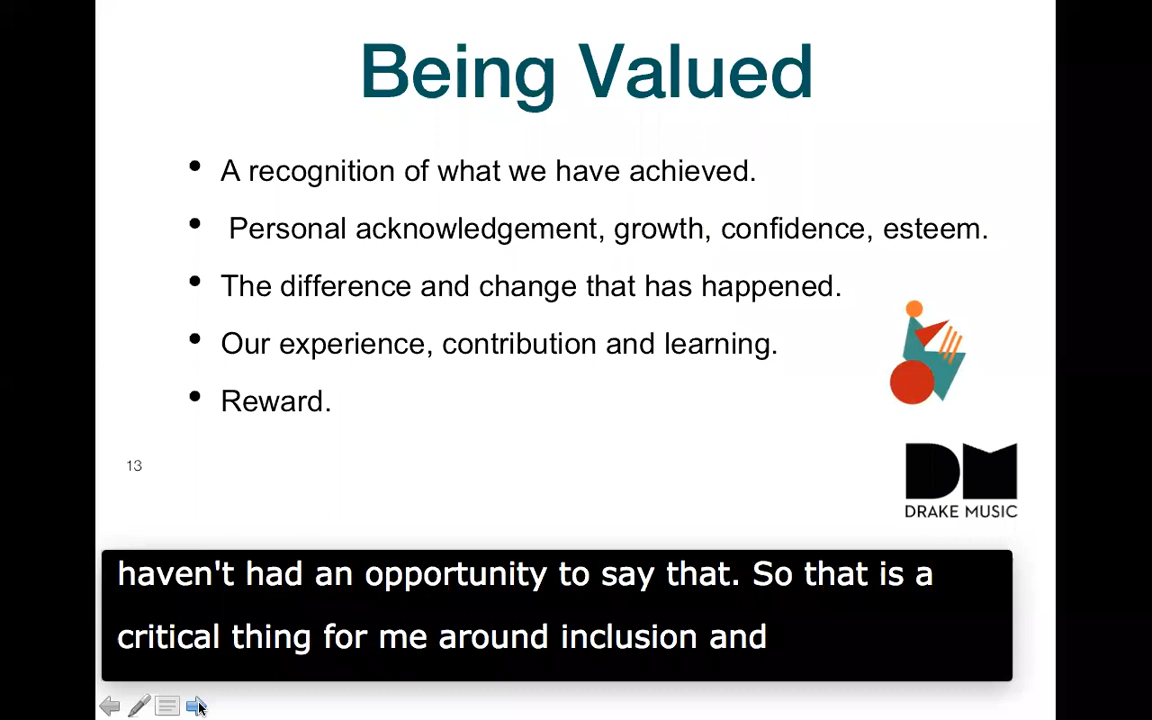 Being Valued
• A recognition of what we have achieved.
• Personal acknowledgement, growth, confidence, esteem.
• The difference and change that has happened.
• Our experience, contribution and learning.
• Reward.
13
DM
DRAKE MUSIC
haven't had an opportunity to say that. So that is a
critical thing for me around inclusion and